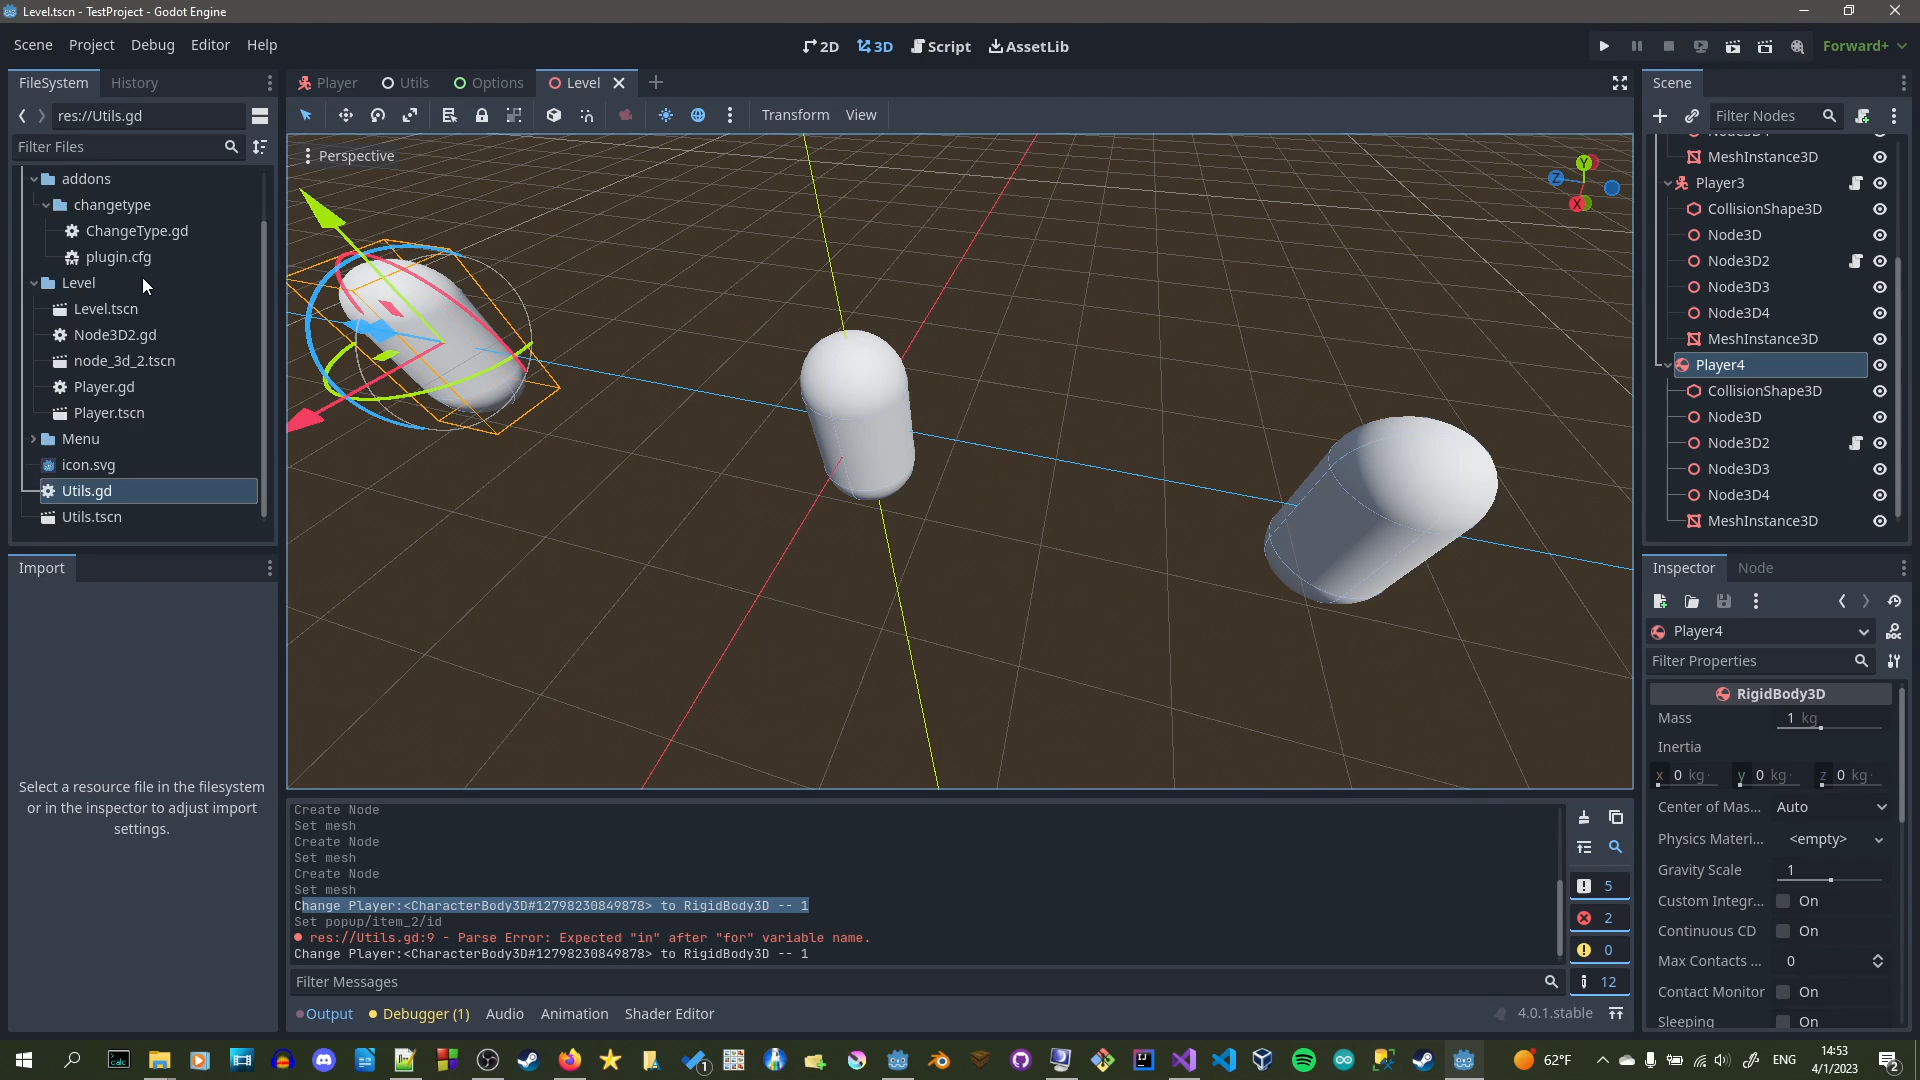 Level.tscn - TestProject - Godot Engine
Scene Project Debug Editor Help
2D 3D Script AssetLib
Forward+
FileSystem History
res://Utils.gd
Filter Files
addons
changetype
ChangeType.gd
plugin.cfg
Level
Level.tscn
Node3D2.gd
node_3d_2.tscn
Player.gd
Player.tscn
Menu
icon.svg
Utils.gd
Utils.tscn
Import
Select a resource file in the filesystem
or in the inspector to adjust import
settings.
Player Utils Options Level
Transform View
Perspective
Y
Z
X
Create Node
Set mesh
Create Node
Set mesh
Create Node
Set mesh
Change Player:<CharacterBody3D#12798230849878> to RigidBody3D -- 1
Set popup/item_2/id
res://Utils.gd:9 - Parse Error: Expected "in" after "for" variable name.
Change Player:<CharacterBody3D#12798230849878> to RigidBody3D -- 1
5
2
0
12
Filter Messages
Output Debugger (1) Audio Animation Shader Editor
4.0.1.stable
Scene
Filter Nodes
MeshInstance3D
Player3
CollisionShape3D
Node3D
Node3D2
Node3D3
Node3D4
MeshInstance3D
Player4
CollisionShape3D
Node3D
Node3D2
Node3D3
Node3D4
MeshInstance3D
Inspector Node
Player4
DOC
Filter Properties
RigidBody3D
Mass 1 kg
Inertia
x 0 kg· y 0 kg· z 0 kg·
Center of Mas... Auto
Physics Materi... <empty>
Gravity Scale 1
Custom Integr... On
Continuous CD On
Max Contacts ... 0
Contact Monitor On
Sleeping On
1
62°F
ENG
14:53
4/1/2023
2